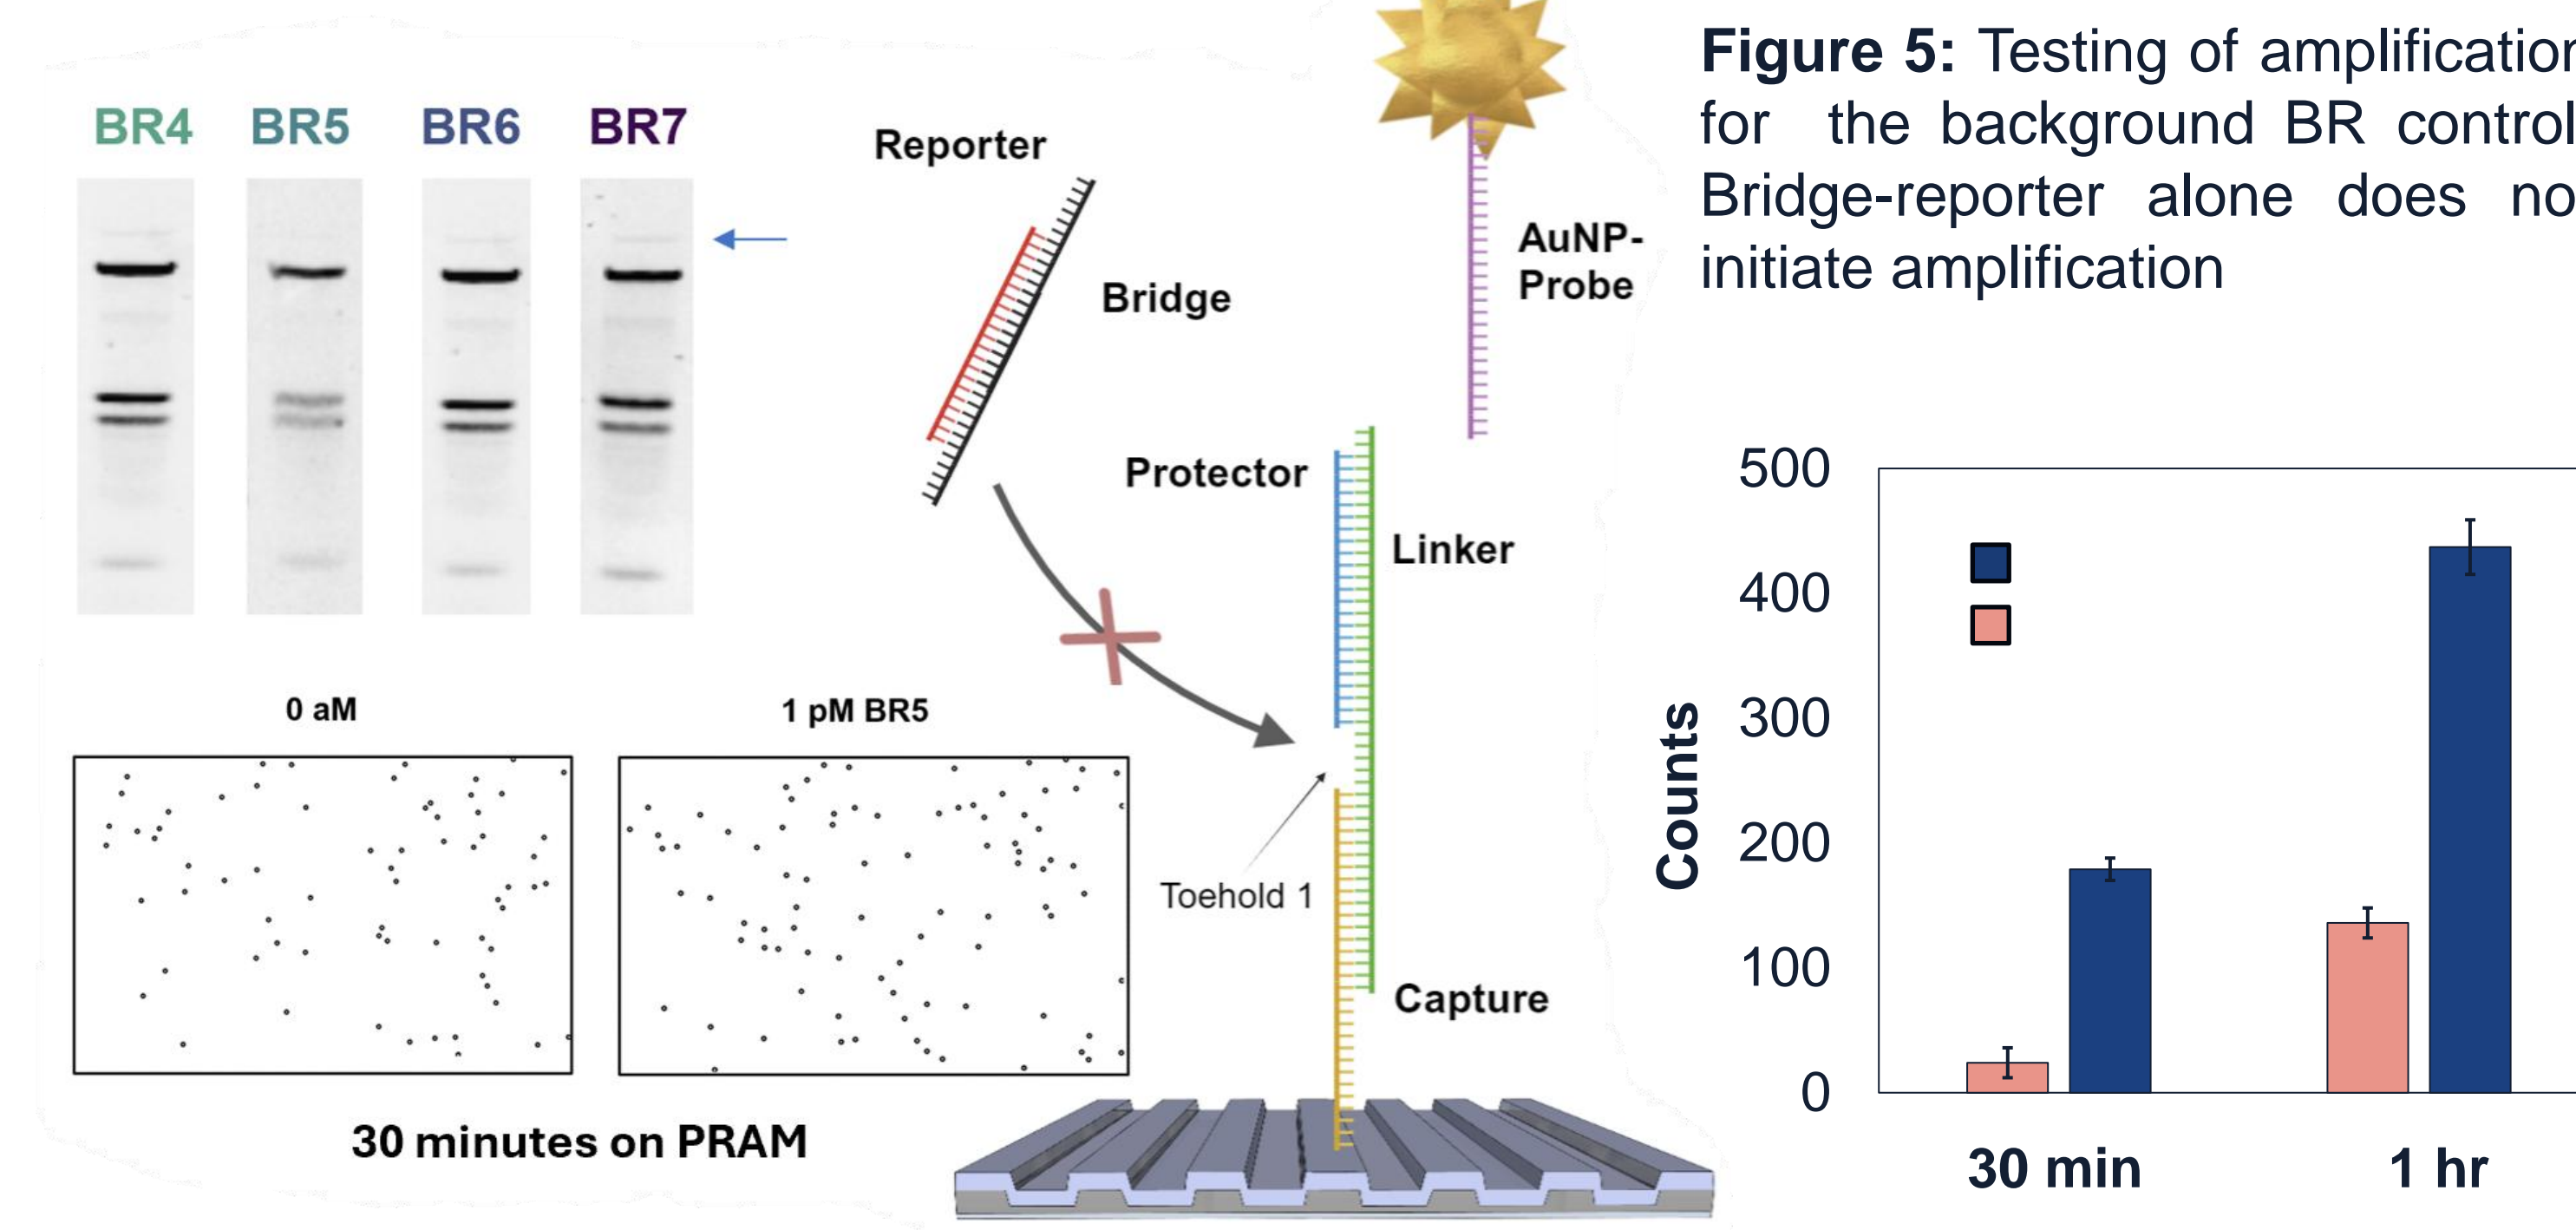 BR4 BR5 BR6 BR7
Reporter
Bridge
AuNP-
Probe
Protector
Linker
Toehold 1
Capture
0 aM
1 pM BR5
30 minutes on PRAM
Figure 5: Testing of amplification
for the background BR control
Bridge-reporter alone does no
initiate amplification
Counts
500
400
300
200
100
0
30 min
1 hr